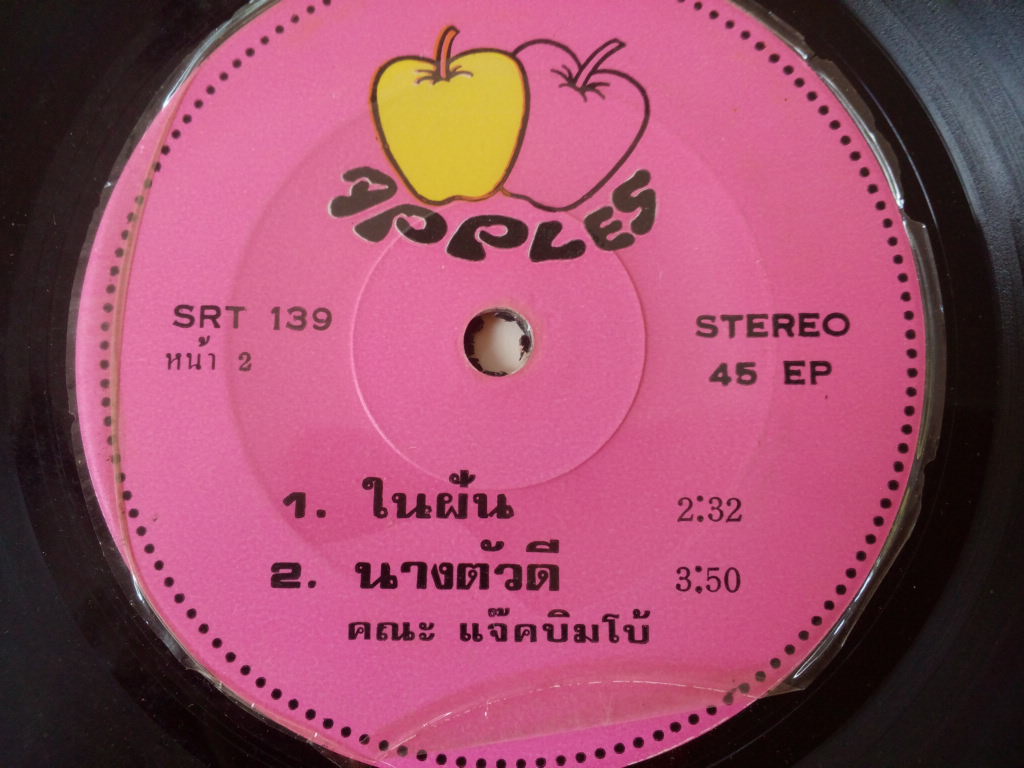 APPLES
SRT 139
หน้า 2
STEREO
45 EP
1. ในฝัน 2:32
2. นางตัวดี 3:50
คณะ แจ๊คบิมโบ้